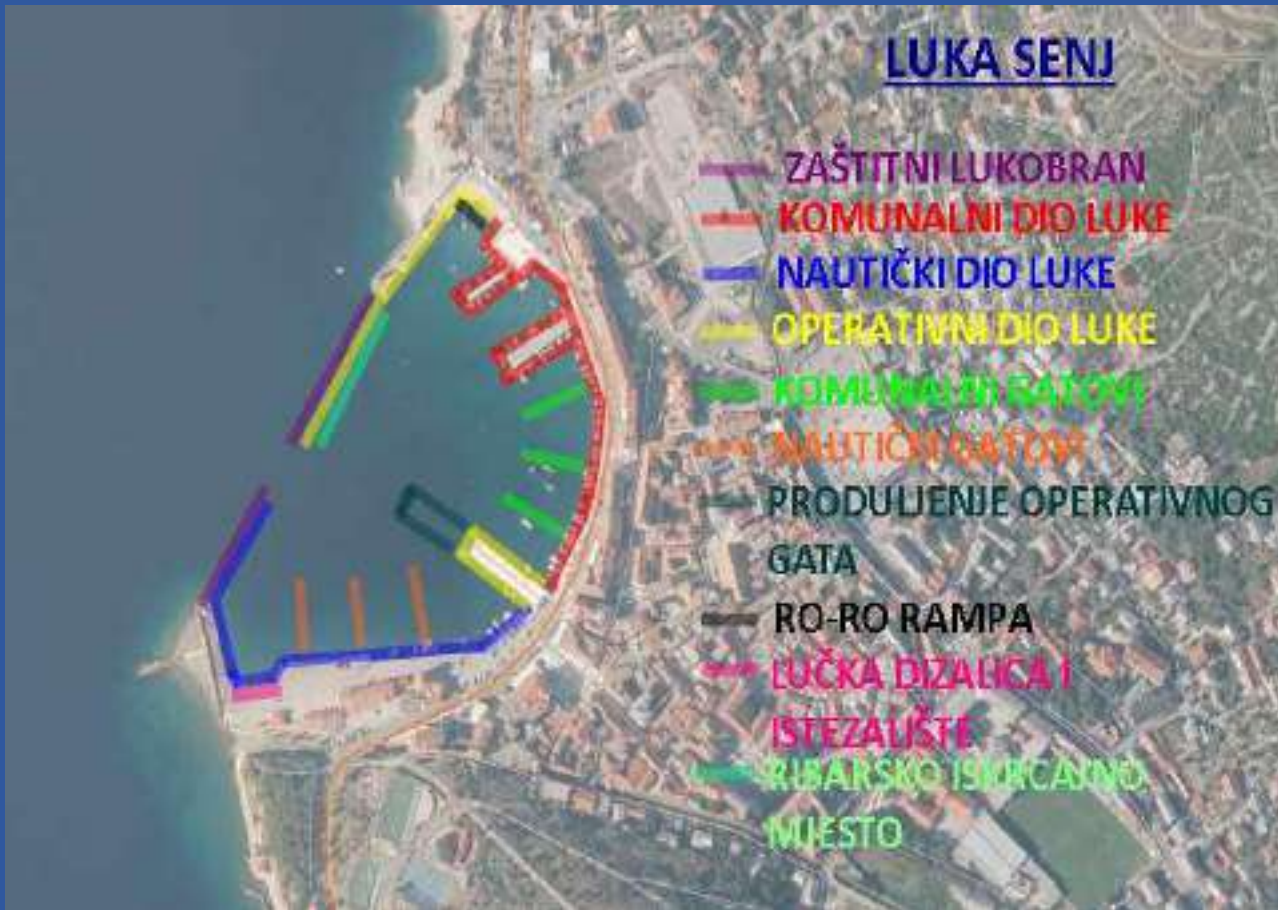 LUKA SENJ
ZAŠTITNI LUKOBRAN
KOMUNALNI DIO LUKE
NAUTIČKI DIO LUKE
OPERATIVNI DIO LUKE
KOMUNALNI GATOVI
NAUTIČKI GATOVI
PRODULJENJE OPERATIVNOG
GATA
RO-RO RAMPA
LUČKA DIZALICA I
ISTEZALIŠTE
RIBARSKO ISKRCAJNO
MJESTO